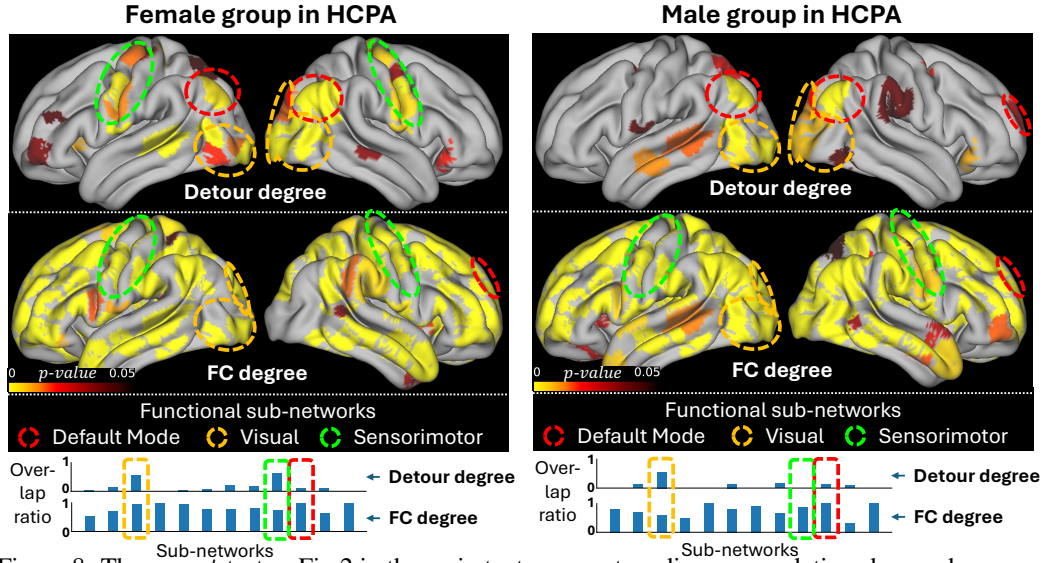 Female group in HCPA
Detour degree
FC degree
0 p-value 0.05
Functional sub-networks
Default Mode Visual Sensorimotor
Over-
lap
ratio
1
0
1
0
Detour degree
FC degree
Sub-networks
Male group in HCPA
Detour degree
FC degree
0 p-value 0.05
Functional sub-networks
Default Mode Visual Sensorimotor
Over-
lap
ratio
1
0
1
0
Detour degree
FC degree
Sub-networks